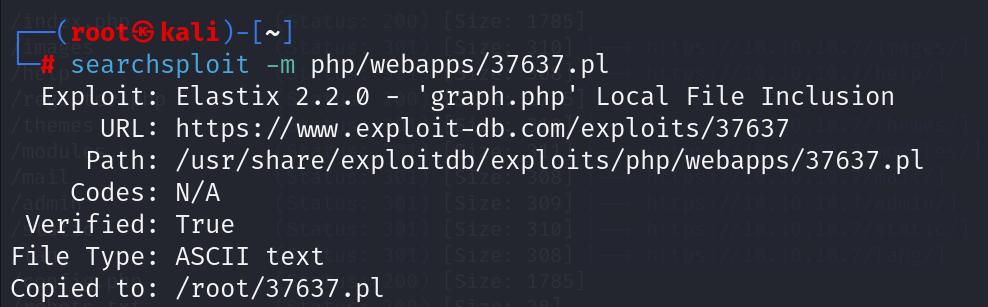 ┌──(root㉿kali)-[~]
└─# searchsploit -m php/webapps/37637.pl
Exploit: Elastix 2.2.0 - 'graph.php' Local File Inclusion
URL: https://www.exploit-db.com/exploits/37637
Path: /usr/share/exploitdb/exploits/php/webapps/37637.pl
Codes: N/A
Verified: True
File Type: ASCII text
Copied to: /root/37637.pl